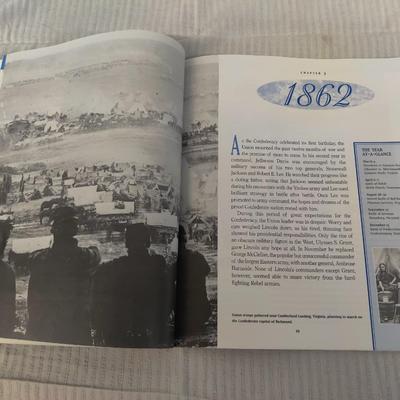 CHAPTER 3
1862
As the Confederacy celebrated its first birthday, the
Union mourned the past twelve months of war and
the promise of more to come. In his second year in
command, Jefferson Davis was encouraged by the
military success of his two top generals, Stonewall
Jackson and Robert E. Lee. He watched their progress like
a doting father, noting that Jackson seemed unbeatable
during his encounters with the Yankee army and Lee used
brilliant strategy in battle after battle. Once Lee was
promoted to army command, the hopes and dreams of the
proud Confederate nation rested with him.
During this period of great expectations for the
Confederacy, the Union leader was in despair. Worry and
care weighed Lincoln down as his tired, thinning face
showed his presidential responsibilities. Only the rise of
an obscure military figure in the West, Ulysses S. Grant,
gave Lincoln any hope at all. In November he replaced
George McClellan, the popular but unsuccessful commander
of the largest Eastern army, with another general, Ambrose
Burnside. None of Lincoln's commanders except Grant,
however, seemed able to assure victory from the hard-
fighting Rebel armies.
Union troops gathered near Cumberland Landing, Virginia, planning to march on
the Confederate capital of Richmond.
THE YEAR
AT-A-GLANCE